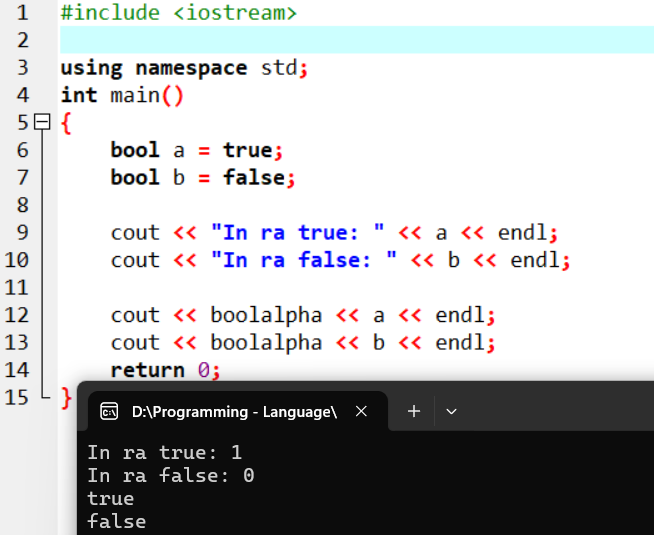 1 #include <iostream>
2
3 using namespace std;
4 int main()
5 {
6 bool a = true;
7 bool b = false;
8
9 cout << "In ra true: " << a << endl;
10 cout << "In ra false: " << b << endl;
11
12 cout << boolalpha << a << endl;
13 cout << boolalpha << b << endl;
14 return 0;
15 }
C:\ D:\Programming - Language\ × +
In ra true: 1
In ra false: 0
true
false